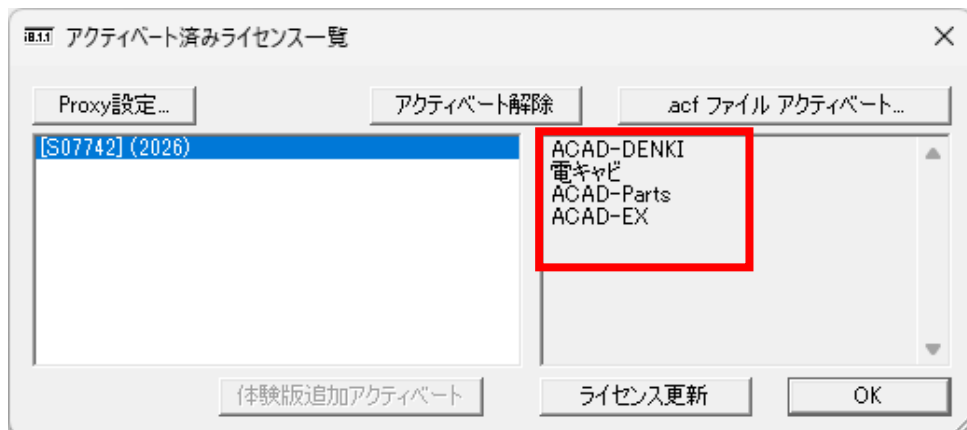 アクティベート済みライセンス一覧
Proxy設定...
アクティベート解除
.acf ファイル アクティベート...
[S07742] (2026)
ACAD-DENKI
電キャビ
ACAD-Parts
ACAD-EX
体験版追加アクティベート
ライセンス更新
OK